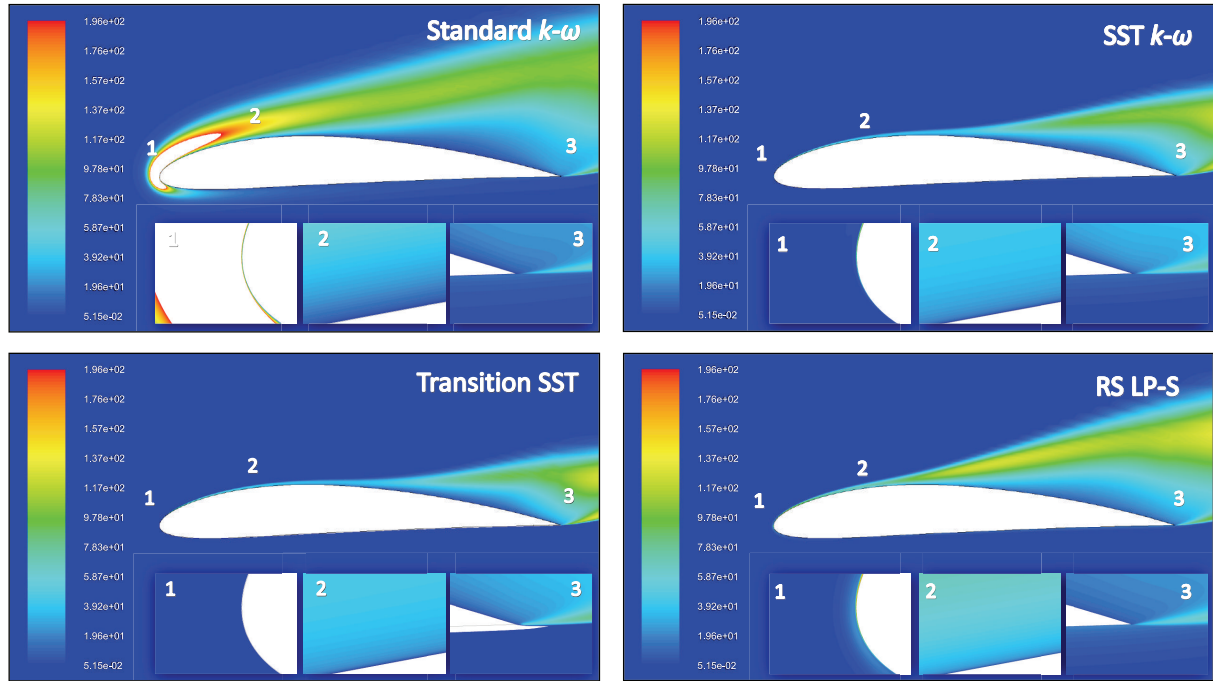 Standard k-ω
1.96e+02
1.76e+02
1.57e+02
1.37e+02
1.17e+02
9.78e+01
7.83e+01
5.87e+01
3.92e+01
1.96e+01
5.15e-02
1
2
3
1
2
3
SST k-ω
1.96e+02
1.76e+02
1.57e+02
1.37e+02
1.17e+02
9.78e+01
7.83e+01
5.87e+01
3.92e+01
1.96e+01
5.15e-02
1
2
3
1
2
3
Transition SST
1.96e+02
1.76e+02
1.57e+02
1.37e+02
1.17e+02
9.78e+01
7.83e+01
5.87e+01
3.92e+01
1.96e+01
5.15e-02
1
2
3
1
2
3
RS LP-S
1.96e+02
1.76e+02
1.57e+02
1.37e+02
1.17e+02
9.78e+01
7.83e+01
5.87e+01
3.92e+01
1.96e+01
5.15e-02
1
2
3
1
2
3